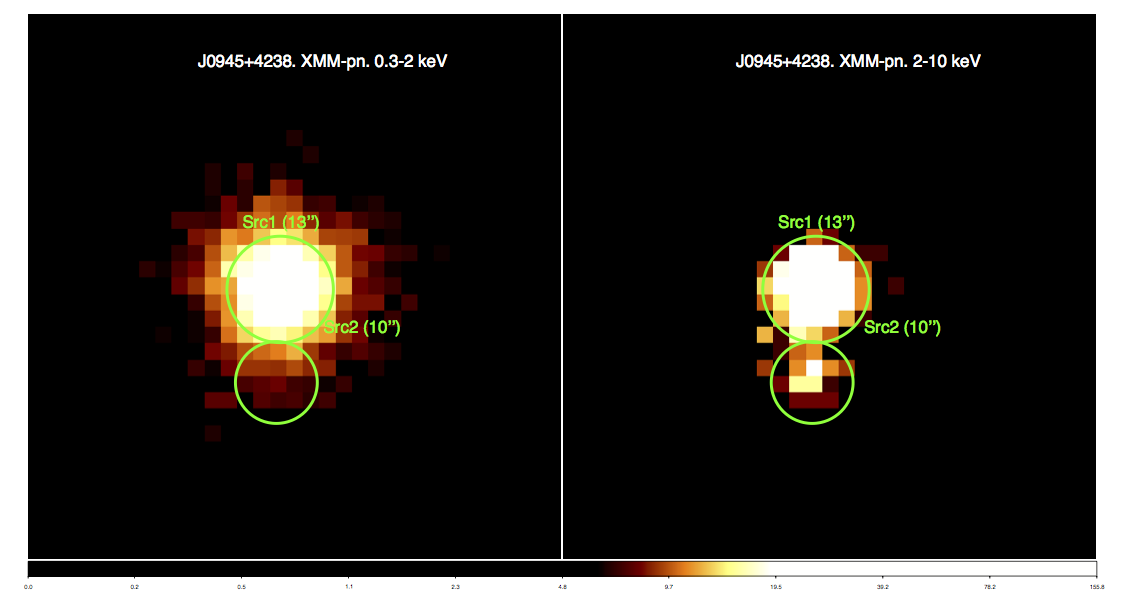 J0945+4238. XMM-pn. 0.3-2 keV
J0945+4238. XMM-pn. 2-10 keV
Src1 (13”)
Src1 (13”)
Src2 (10”)
Src2 (10”)
0.0 0.2 0.5 1.1 2.3 4.8 9.7 19.5 39.2 78.2 155.8